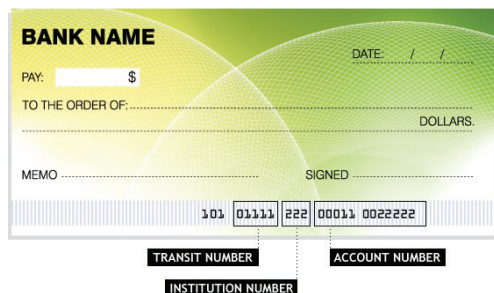 BANK NAME
DATE: / /
PAY: $
TO THE ORDER OF:
DOLLARS.
MEMO SIGNED
101 01111 222 00011 0022222
TRANSIT NUMBER ACCOUNT NUMBER
INSTITUTION NUMBER